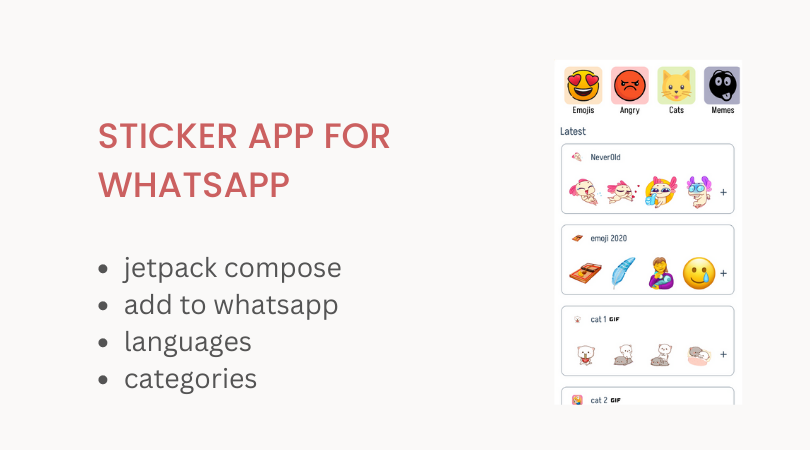 STICKER APP FOR
WHATSAPP
jetpack compose
add to whatsapp
languages
categories
Emojis Angry Cats Memes
Latest
NeverOld
emoji 2020
cat 1 GIF
cat 2 GIF